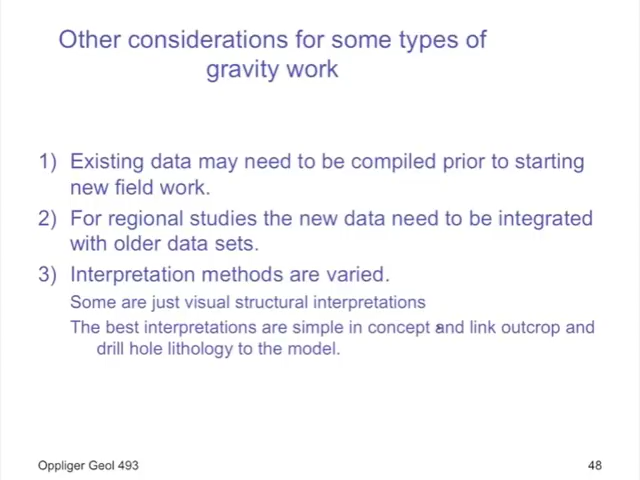 Other considerations for some types of
gravity work
1) Existing data may need to be compiled prior to starting
new field work.
2) For regional studies the new data need to be integrated
with older data sets.
3) Interpretation methods are varied.
Some are just visual structural interpretations
The best interpretations are simple in concept and link outcrop and
drill hole lithology to the model.
Oppliger Geol 493
48